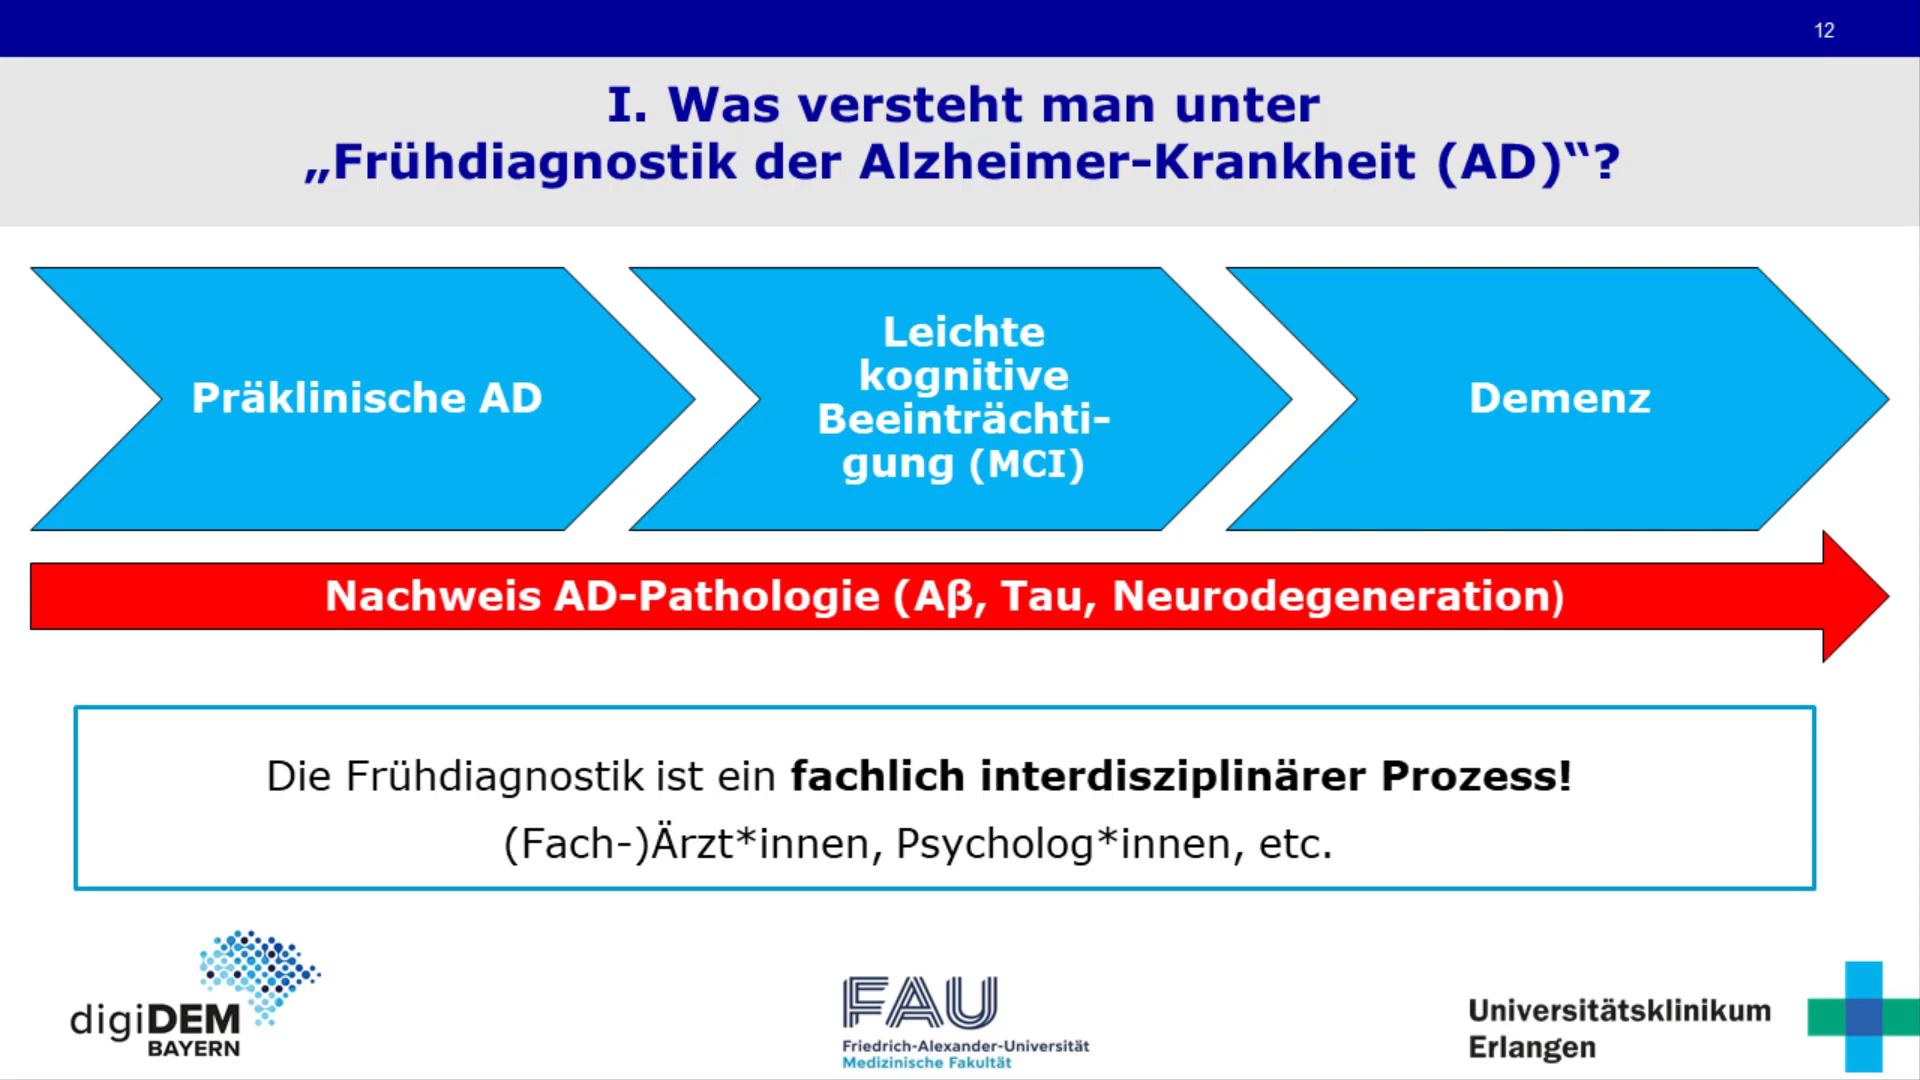 12
I. Was versteht man unter
„Frühdiagnostik der Alzheimer-Krankheit (AD)“?
Präklinische AD
Leichte
kognitive
Beeinträchti-
gung (MCI)
Demenz
Nachweis AD-Pathologie (Aβ, Tau, Neurodegeneration)
Die Frühdiagnostik ist ein fachlich interdisziplinärer Prozess!
(Fach-)Ärzt*innen, Psycholog*innen, etc.
digiDEM
BAYERN
FAU
Friedrich-Alexander-Universität
Medizinische Fakultät
Universitätsklinikum
Erlangen